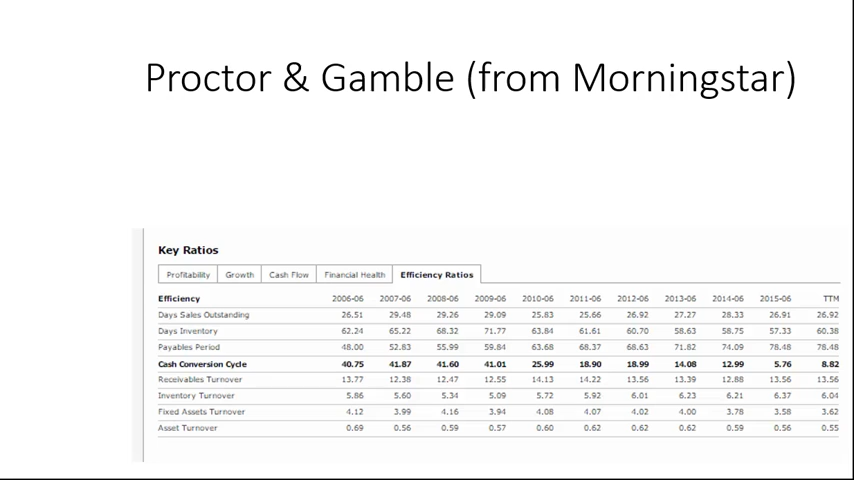 Proctor & Gamble (from Morningstar)
Key Ratios
Profitability Growth Cash Flow Financial Health Efficiency Ratios
Efficiency 2006-06 2007-06 2008-06 2009-06 2010-06 2011-06 2012-06 2013-06 2014-06 2015-06 TTM
Days Sales Outstanding 26.51 29.48 29.26 29.09 25.83 25.66 26.92 27.27 28.33 26.91 26.92
Days Inventory 62.24 65.22 68.32 71.77 63.84 61.61 60.70 58.63 58.75 57.33 60.38
Payables Period 48.00 52.83 55.99 59.84 63.68 68.37 68.63 71.82 74.09 78.48 78.48
Cash Conversion Cycle 40.75 41.87 41.60 41.01 25.99 18.90 18.99 14.08 12.99 5.76 8.82
Receivables Turnover 13.77 12.38 12.47 12.55 14.13 14.22 13.56 13.39 12.88 13.56 13.56
Inventory Turnover 5.86 5.60 5.34 5.09 5.72 5.92 6.01 6.23 6.21 6.37 6.04
Fixed Assets Turnover 4.12 3.99 4.16 3.94 4.08 4.07 4.02 4.00 3.78 3.58 3.62
Asset Turnover 0.69 0.56 0.59 0.57 0.60 0.62 0.62 0.62 0.59 0.56 0.55